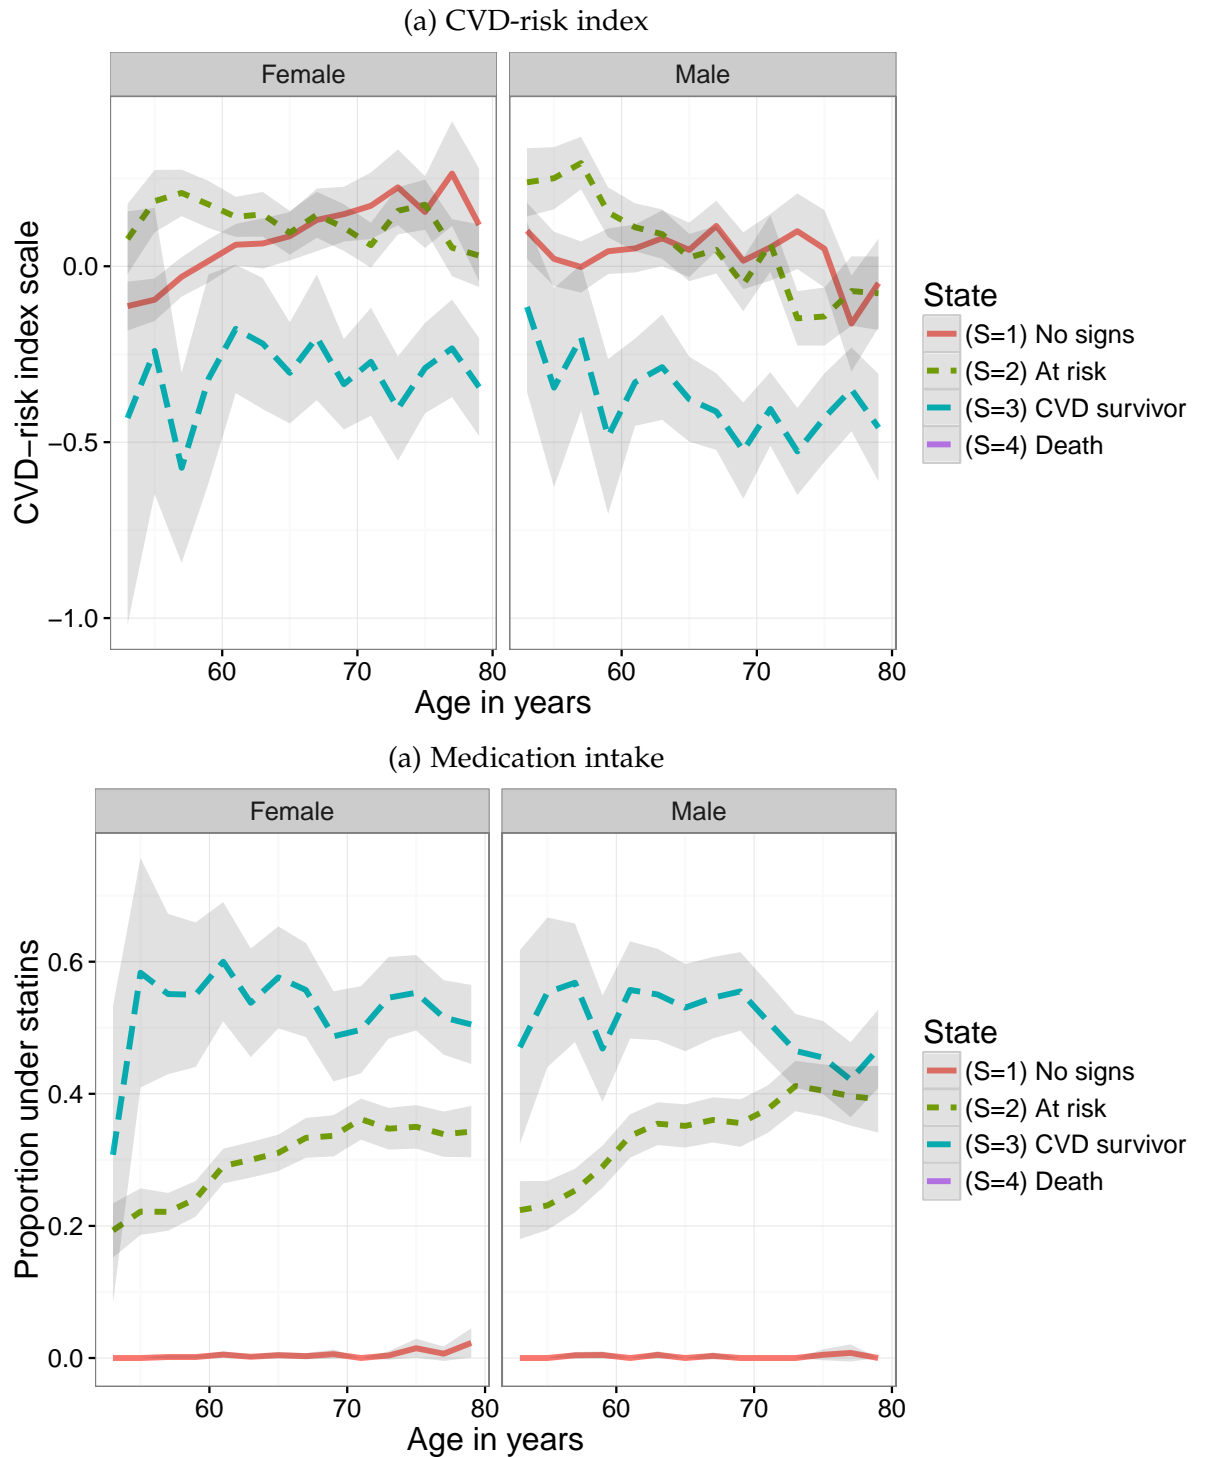 (a) CVD-risk index
Female
Male
CVD−risk index scale
0.0
−0.5
−1.0
60
70
80
60
70
80
Age in years
State
(S=1) No signs
(S=2) At risk
(S=3) CVD survivor
(S=4) Death
(a) Medication intake
Female
Male
Proportion under statins
0.6
0.4
0.2
0.0
60
70
80
60
70
80
Age in years
State
(S=1) No signs
(S=2) At risk
(S=3) CVD survivor
(S=4) Death